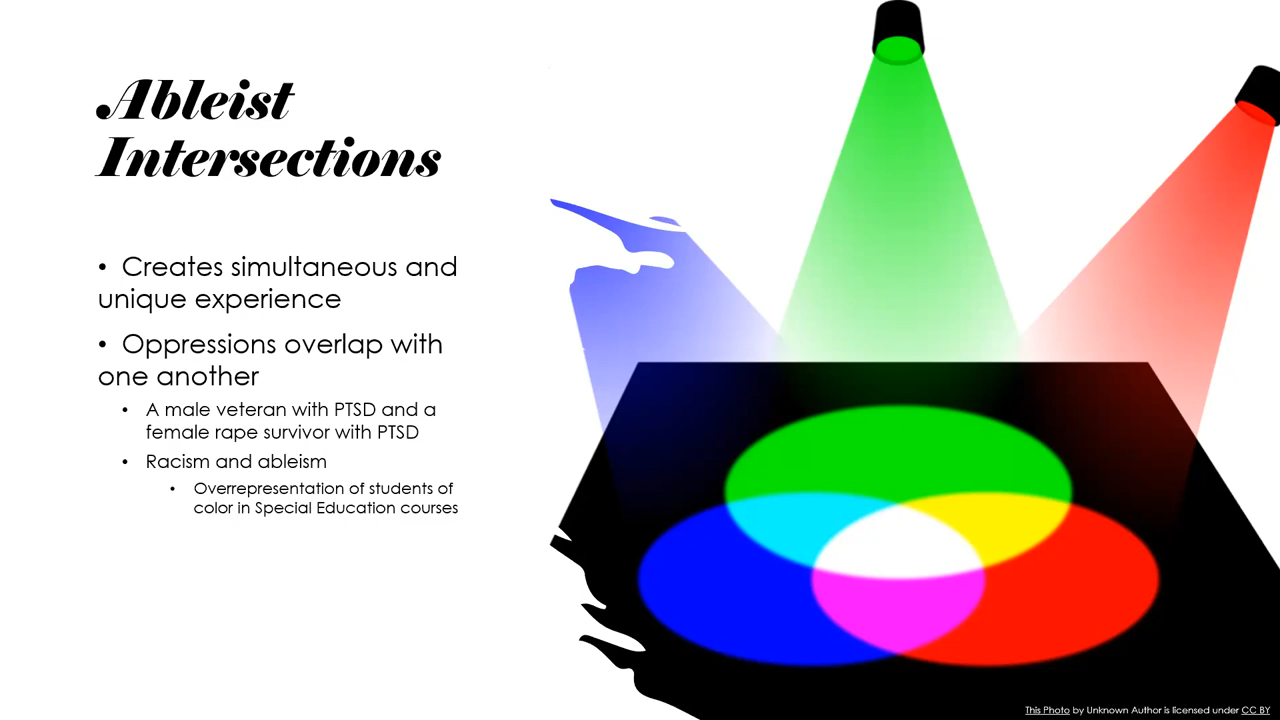 Ableist
Intersections
• Creates simultaneous and
unique experience
• Oppressions overlap with
one another
• A male veteran with PTSD and a
female rape survivor with PTSD
• Racism and ableism
• Overrepresentation of students of
color in Special Education courses
This Photo by Unknown Author is licensed under CC BY